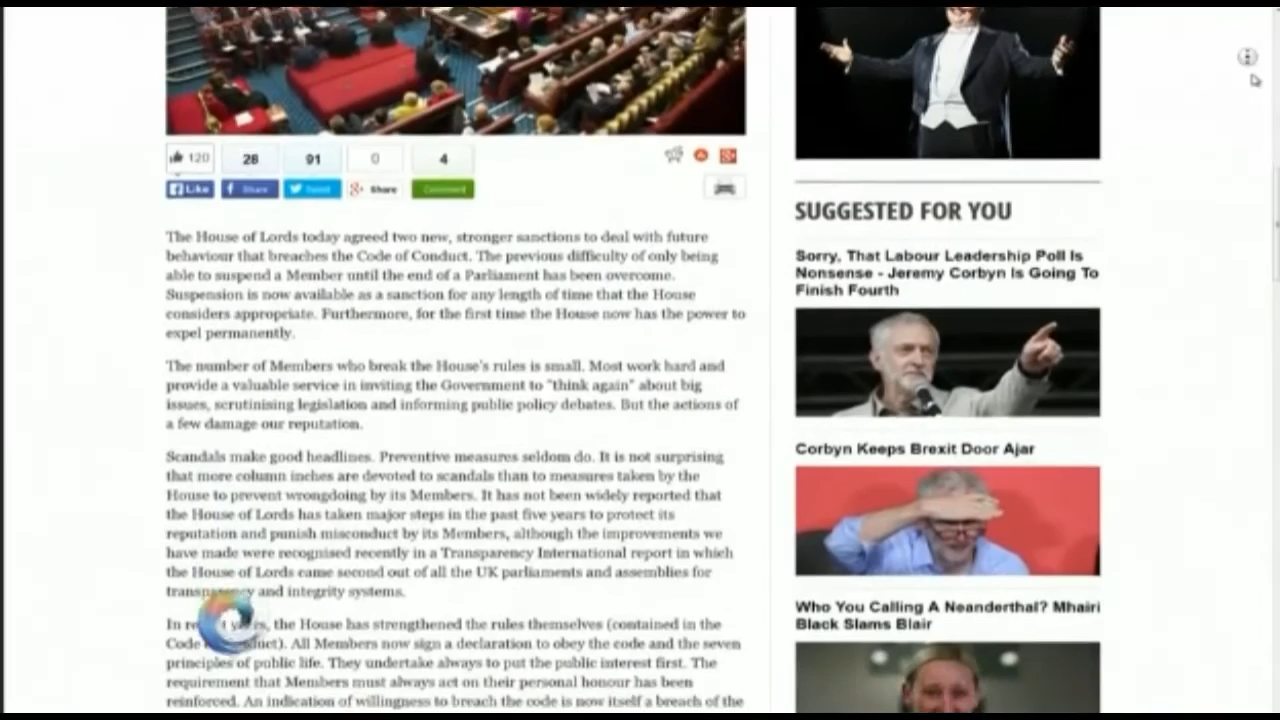 120
28
91
0
4
Like
Share
Tweet
Share
Comment
The House of Lords today agreed two new, stronger sanctions to deal with future
behaviour that breaches the Code of Conduct. The previous difficulty of only being
able to suspend a Member until the end of a Parliament has been overcome.
Suspension is now available as a sanction for any length of time that the House
considers appropriate. Furthermore, for the first time the House now has the power to
expel permanently.
The number of Members who break the House's rules is small. Most work hard and
provide a valuable service in inviting the Government to "think again" about big
issues, scrutinising legislation and informing public policy debates. But the actions of
a few damage our reputation.
Scandals make good headlines. Preventive measures seldom do. It is not surprising
that more column inches are devoted to scandals than to measures taken by the
House to prevent wrongdoing by its Members. It has not been widely reported that
the House of Lords has taken major steps in the past five years to protect its
reputation and punish misconduct by its Members, although the improvements we
have made were recognised recently in a Transparency International report in which
the House of Lords came second out of all the UK parliaments and assemblies for
transparency and integrity systems.
In the House has strengthened the rules themselves (contained in the
Code All Members now sign a declaration to obey the code and the seven
principles of public life. They undertake always to put the public interest first. The
requirement that Members must always act on their personal honour has been
reinforced. An indication of willingness to breach the code is now itself a breach of the
SUGGESTED FOR YOU
Sorry, That Labour Leadership Poll Is
Nonsense - Jeremy Corbyn Is Going To
Finish Fourth
Corbyn Keeps Brexit Door Ajar
Who You Calling A Neanderthal? Mhairi
Black Slams Blair